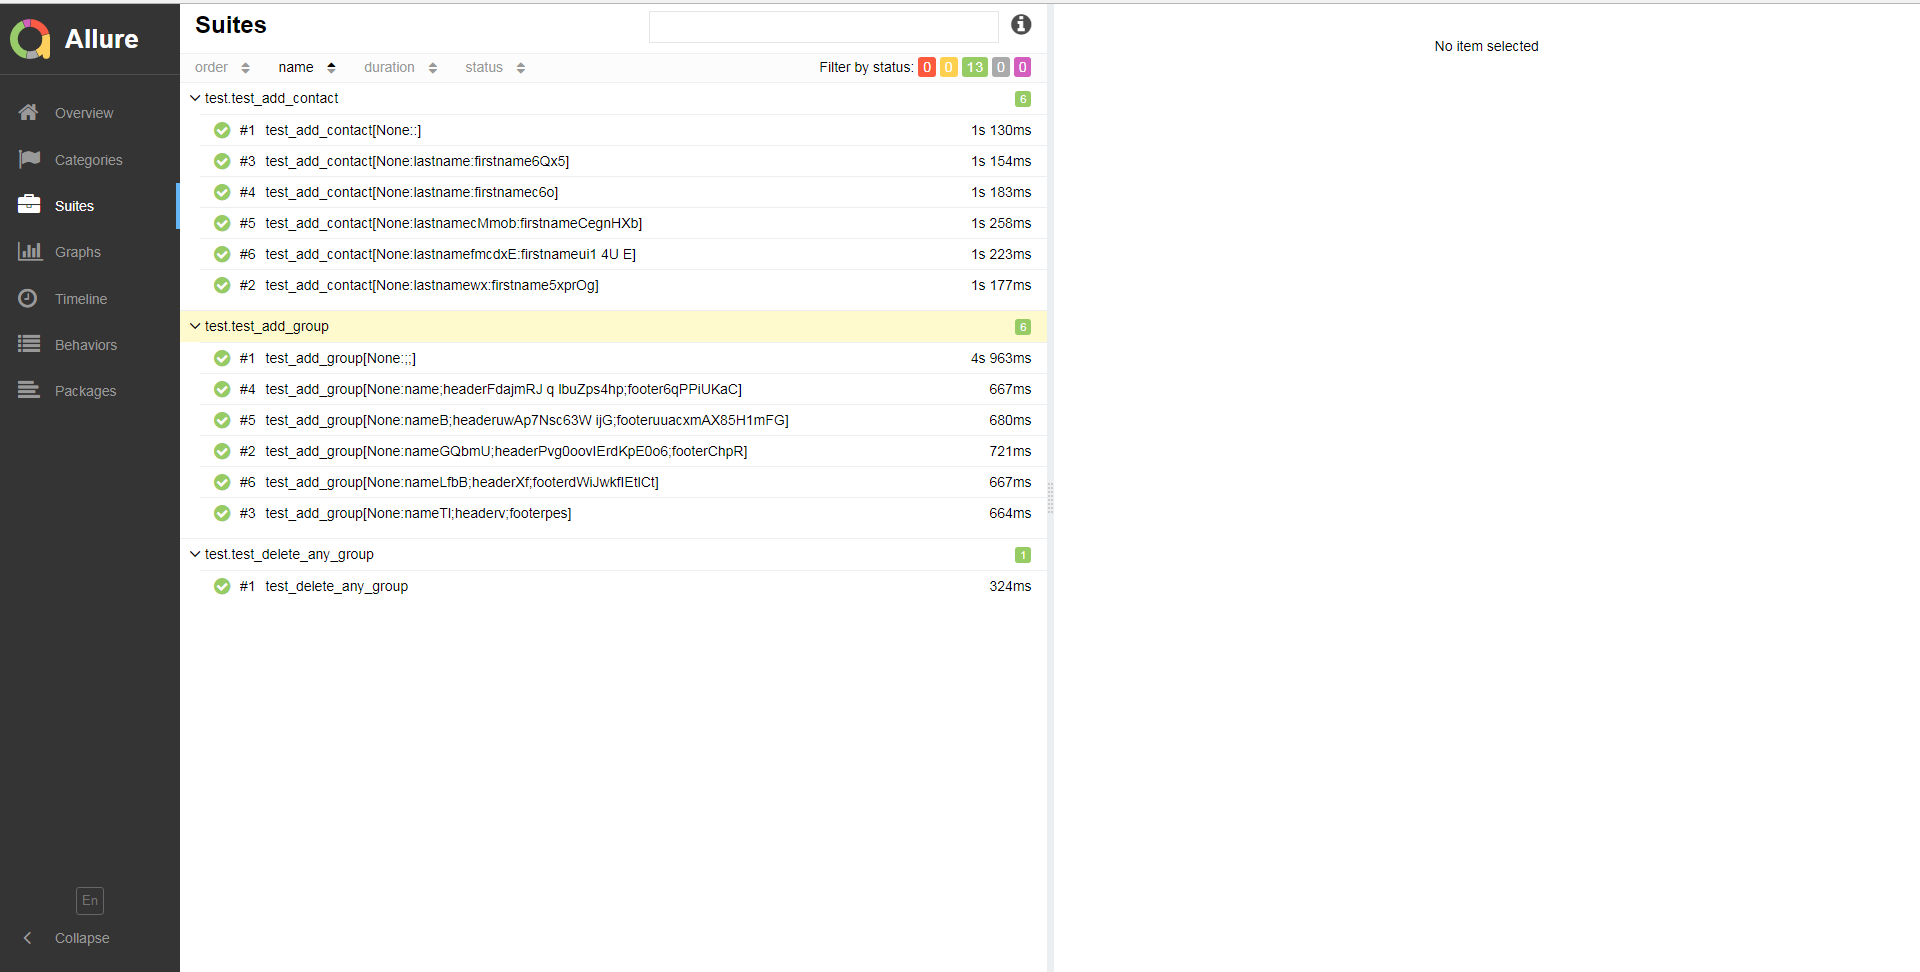 Allure
Overview
Categories
Suites
Graphs
Timeline
Behaviors
Packages
En
Collapse
Suites
order name duration status Filter by status: 0 0 13 0 0
test.test_add_contact 6
#1 test_add_contact[None::] 1s 130ms
#3 test_add_contact[None:lastname:firstname6Qx5] 1s 154ms
#4 test_add_contact[None:lastname:firstnamec6o] 1s 183ms
#5 test_add_contact[None:lastnamecMmob:firstnameCegnHXb] 1s 258ms
#6 test_add_contact[None:lastnamefmcdxE:firstnameui1 4U E] 1s 223ms
#2 test_add_contact[None:lastnamewx:firstname5xprOg] 1s 177ms
test.test_add_group 6
#1 test_add_group[None:;;] 4s 963ms
#4 test_add_group[None:name;headerFdajmRJ q lbuZps4hp;footer6qPPiUKaC] 667ms
#5 test_add_group[None:nameB;headeruwAp7Nsc63W ijG;footeruuacxmAX85H1mFG] 680ms
#2 test_add_group[None:nameGQbmU;headerPvg0oovIErdKpE0o6;footerChpR] 721ms
#6 test_add_group[None:nameLfbB;headerXf;footerdWiJwkfIEtICt] 667ms
#3 test_add_group[None:nameTI;headerv;footerpes] 664ms
test.test_delete_any_group 1
#1 test_delete_any_group 324ms
No item selected